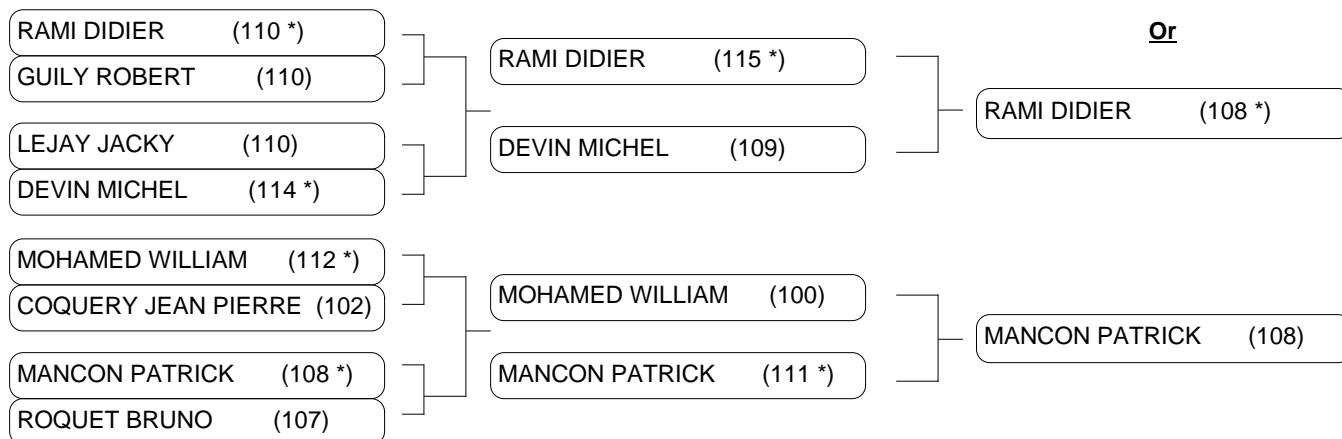 RAMI DIDIER (110 *)
GUILY ROBERT (110)
LEJAY JACKY (110)
DEVIN MICHEL (114 *)
MOHAMED WILLIAM (112 *)
COQUERY JEAN PIERRE (102)
MANCON PATRICK (108 *)
ROQUET BRUNO (107)
RAMI DIDIER (115 *)
DEVIN MICHEL (109)
MOHAMED WILLIAM (100)
MANCON PATRICK (111 *)
Or
RAMI DIDIER (108 *)
MANCON PATRICK (108)